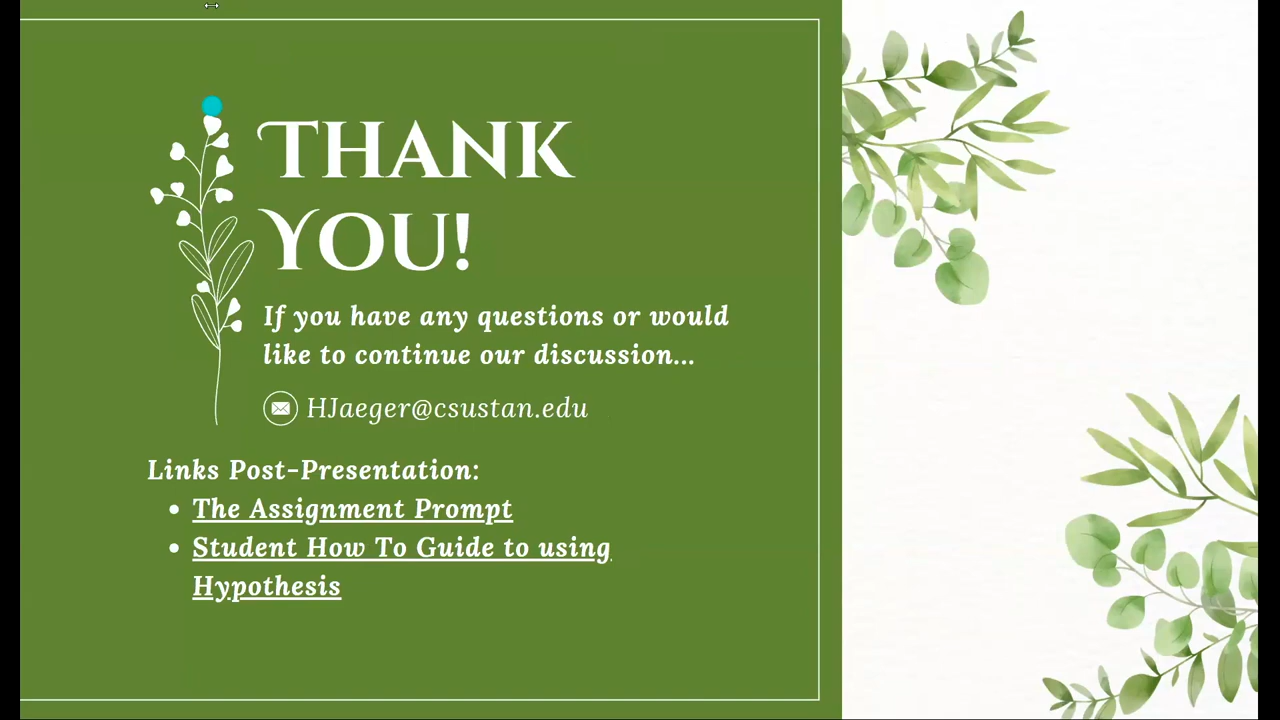 THANK
YOU!
If you have any questions or would
like to continue our discussion...
HJaeger@csustan.edu
Links Post-Presentation:
• The Assignment Prompt
• Student How To Guide to using
Hypothesis